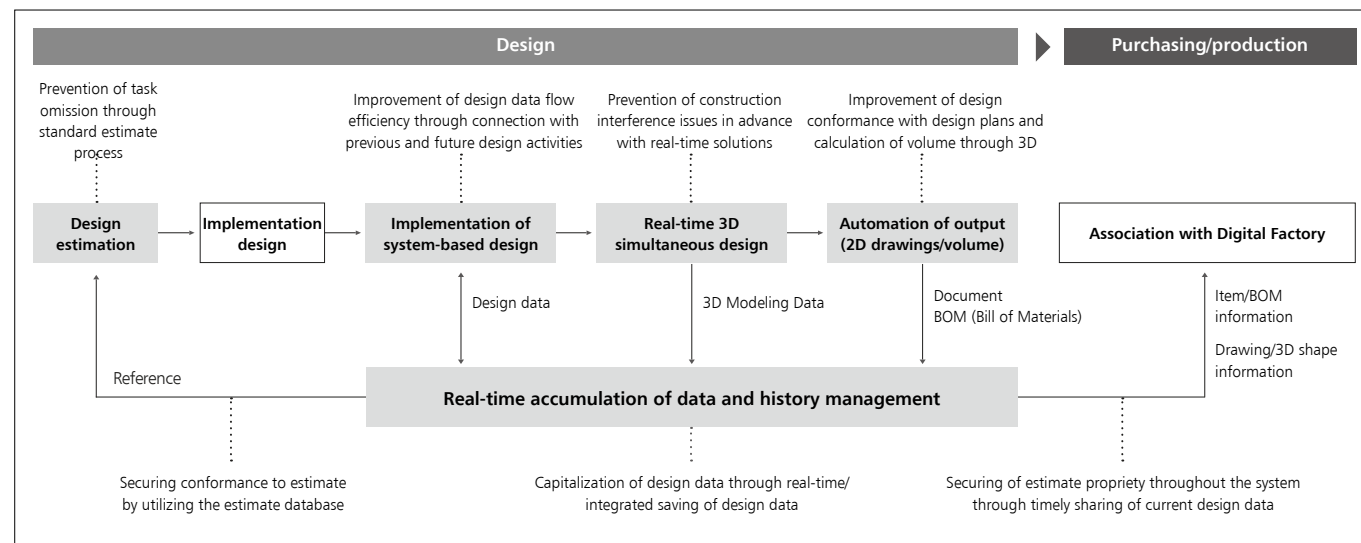 Design
Purchasing/production
Prevention of task
omission through
standard estimate
process
Improvement of design data flow
efficiency through connection with
previous and future design activities
Prevention of construction
interference issues in advance
with real-time solutions
Improvement of design
conformance with design plans and
calculation of volume through 3D
Design
estimation
Implementation
design
Implementation of
system-based design
Real-time 3D
simultaneous design
Automation of output
(2D drawings/volume)
Association with Digital Factory
Design data
3D Modeling Data
Document
BOM (Bill of Materials)
Item/BOM
information
Drawing/3D shape
information
Reference
Real-time accumulation of data and history management
Securing conformance to estimate
by utilizing the estimate database
Capitalization of design data through real-time/
integrated saving of design data
Securing of estimate propriety throughout the system
through timely sharing of current design data